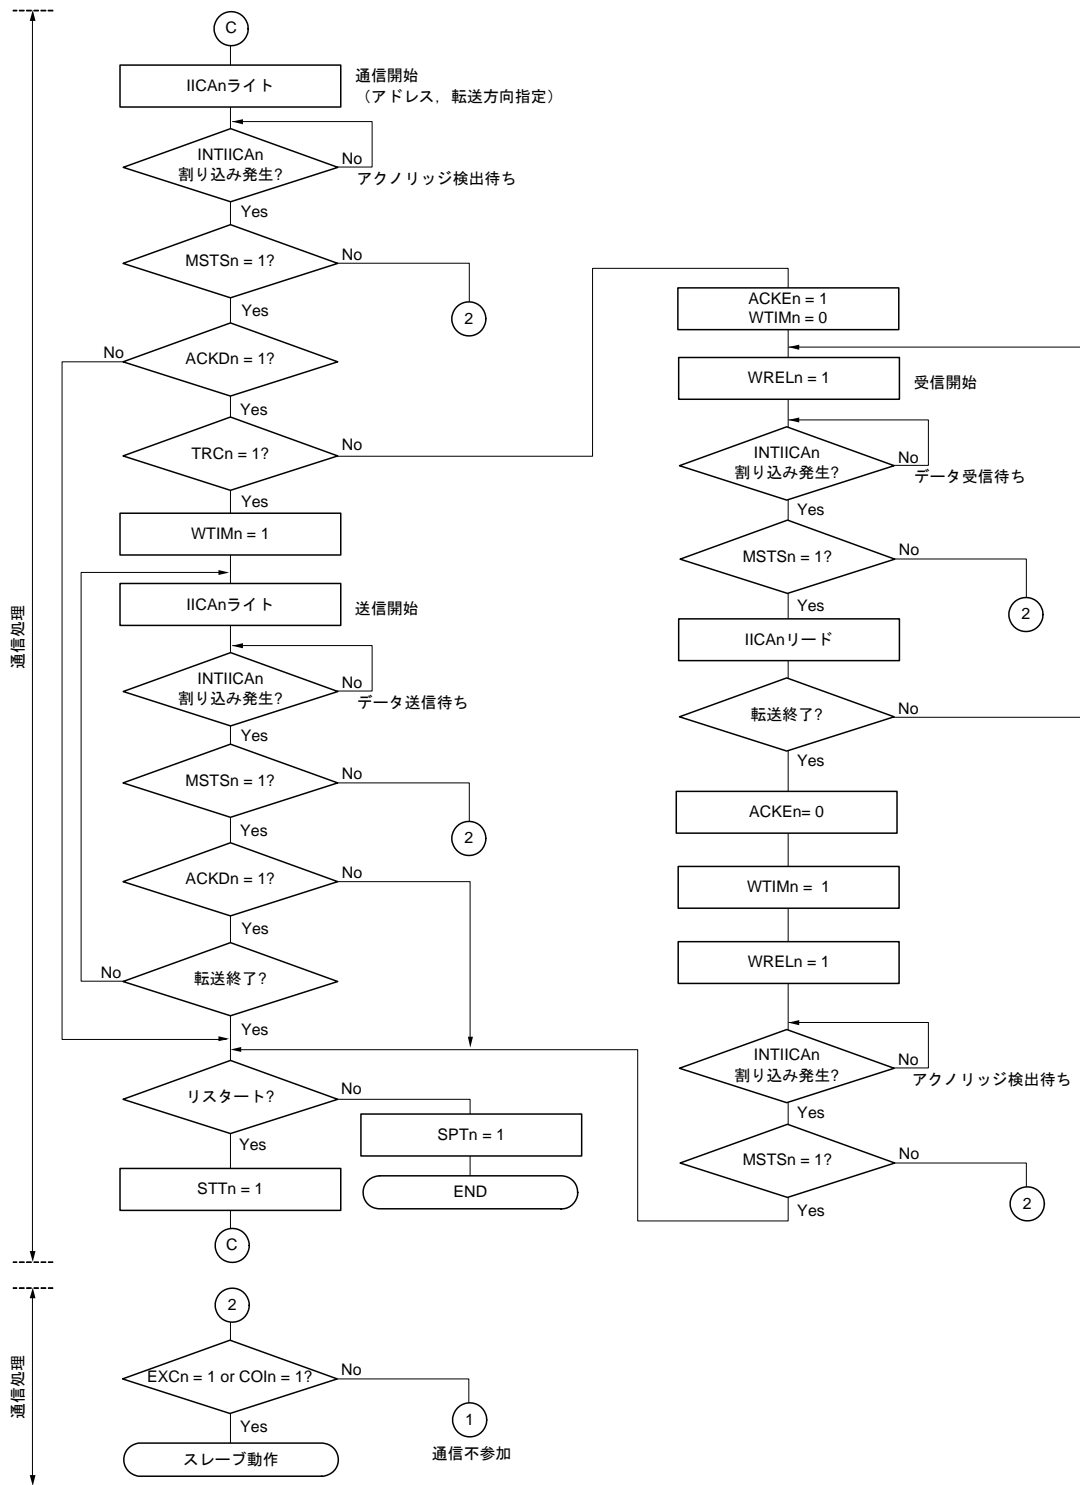 C
IICAnライト
通信開始
（アドレス，転送方向指定）
INTIICAn
割り込み発生?
No
アクノリッジ検出待ち
Yes
MSTSn = 1?
No
2
Yes
ACKDn = 1?
No
Yes
TRCn = 1?
No
Yes
WTIMn = 1
IICAnライト
送信開始
INTIICAn
割り込み発生?
No
データ送信待ち
Yes
MSTSn = 1?
No
2
Yes
ACKDn = 1?
No
Yes
転送終了?
No
Yes
リスタート?
No
Yes
SPTn = 1
END
STTn = 1
C
ACKEn = 1
WTIMn = 0
WRELn = 1
受信開始
INTIICAn
割り込み発生?
No
データ受信待ち
Yes
MSTSn = 1?
No
2
Yes
IICAnリード
転送終了?
No
Yes
ACKEn= 0
WTIMn =  1
WRELn = 1
INTIICAn
割り込み発生?
No
アクノリッジ検出待ち
Yes
MSTSn = 1?
No
2
Yes
通信処理
2
EXCn = 1 or COIn = 1?
No
1
通信不参加
Yes
スレーブ動作
通信処理